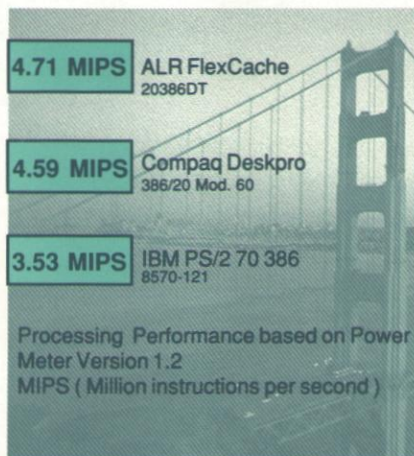 4.71 MIPS ALR FlexCache
20386DT
4.59 MIPS Compaq Deskpro
386/20 Mod. 60
3.53 MIPS IBM PS/2 70 386
8570-121
Processing Performance based on Power
Meter Version 1.2
MIPS ( Million instructions per second )